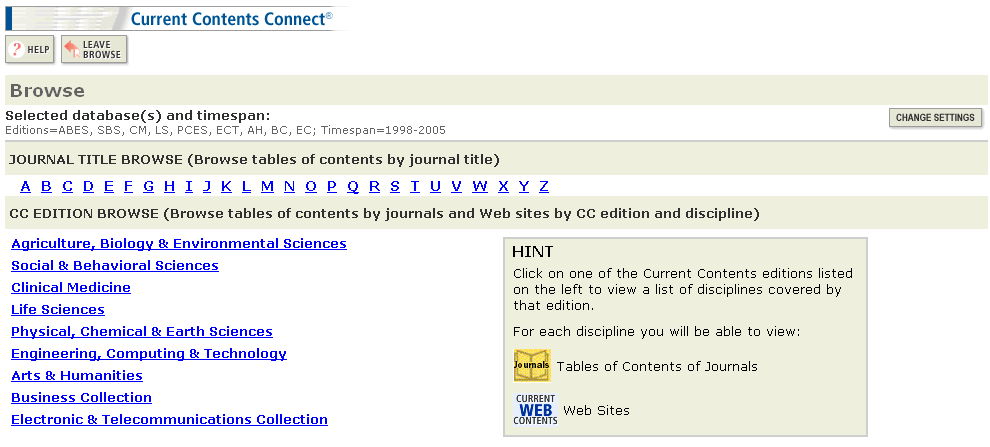 Current Contents Connect®
? HELP
LEAVE
BROWSE
Browse
Selected database(s) and timespan:
Editions=ABES, SBS, CM, LS, PCES, ECT, AH, BC, EC; Timespan=1998-2005
CHANGE SETTINGS
JOURNAL TITLE BROWSE (Browse tables of contents by journal title)
A B C D E F G H I J K L M N O P Q R S T U V W X Y Z
CC EDITION BROWSE (Browse tables of contents by journals and Web sites by CC edition and discipline)
Agriculture, Biology & Environmental Sciences
Social & Behavioral Sciences
Clinical Medicine
Life Sciences
Physical, Chemical & Earth Sciences
Engineering, Computing & Technology
Arts & Humanities
Business Collection
Electronic & Telecommunications Collection
HINT
Click on one of the Current Contents editions listed
on the left to view a list of disciplines covered by
that edition.
For each discipline you will be able to view:
Journals
Tables of Contents of Journals
CURRENT
WEB
CONTENTS
Web Sites